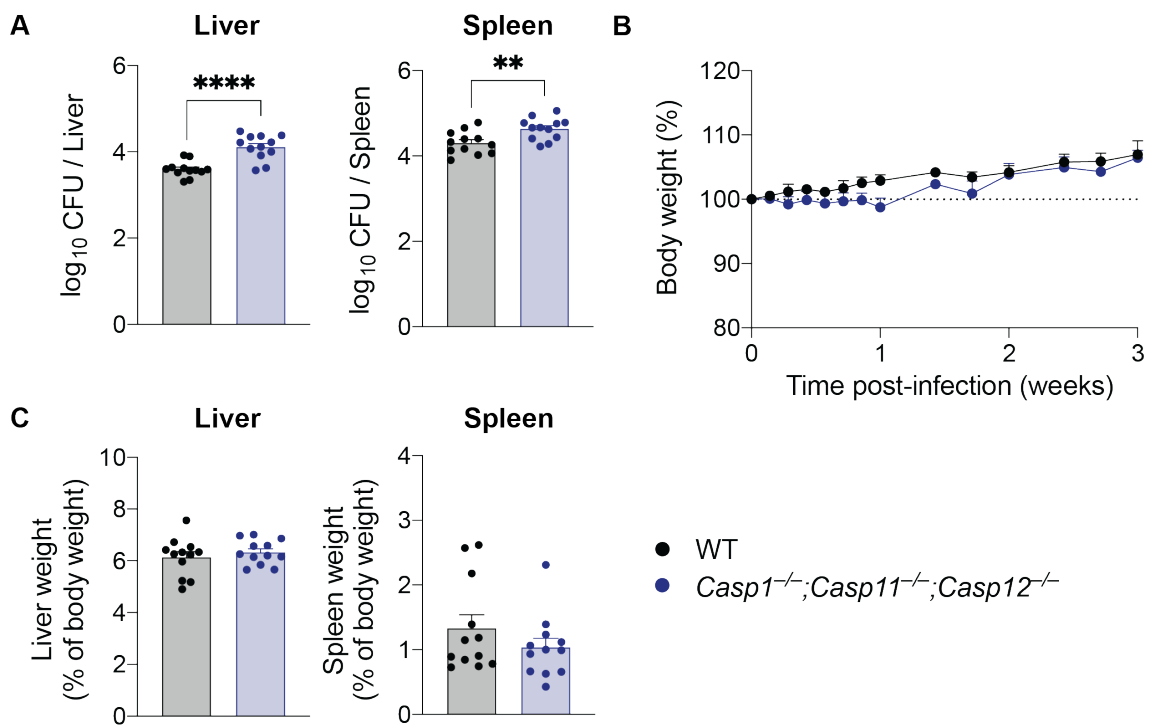 A
Liver
Spleen
B
log10 CFU / Liver
6
4
2
0
****
log10 CFU / Spleen
6
4
2
0
**
Body weight (%)
120
110
100
90
80
0 1 2 3
Time post-infection (weeks)
C
Liver
Spleen
Liver weight
(% of body weight)
10
8
6
4
2
0
Spleen weight
(% of body weight)
4
3
2
1
0
WT
Casp1–/–;Casp11–/–;Casp12–/–